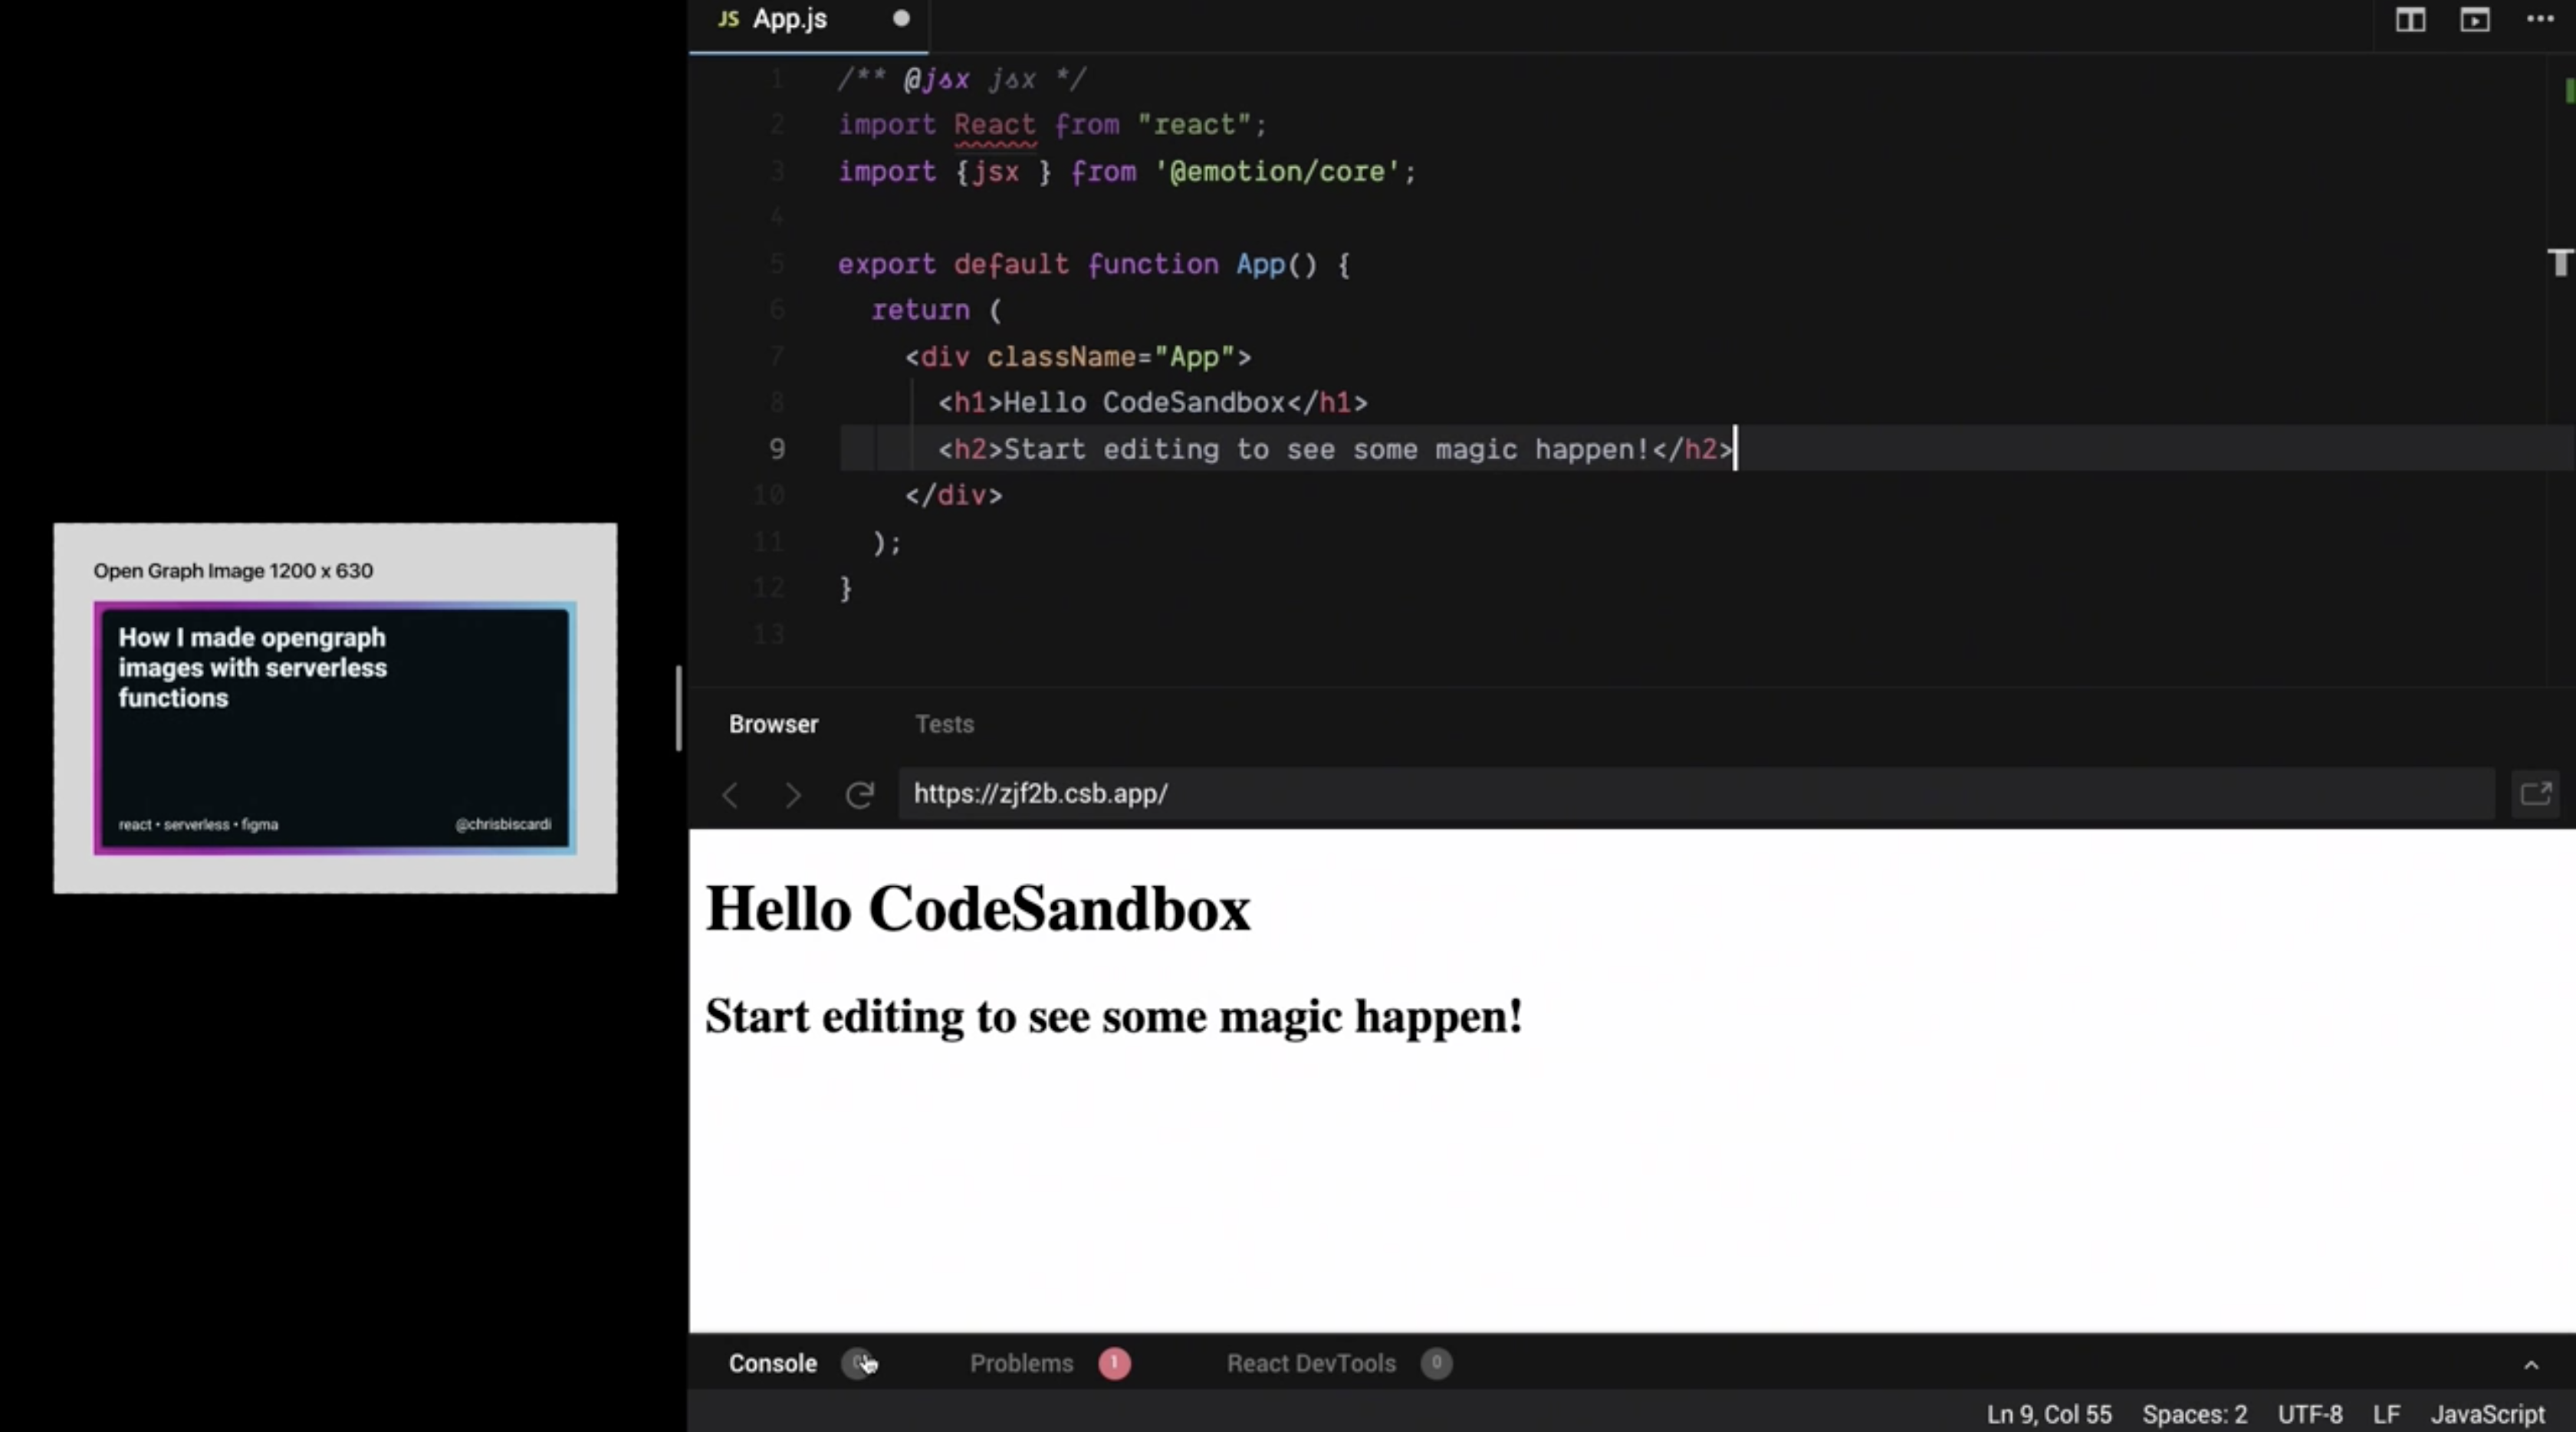 Open Graph Image 1200 x 630
How I made opengraph
images with serverless
functions
react • serverless • figma
@chrisbiscardi
JS App.js
1 /** @jsx jsx */
2 import React from "react";
3 import {jsx } from '@emotion/core';
4
5 export default function App() {
6 return (
7 <div className="App">
8 <h1>Hello CodeSandbox</h1>
9 <h2>Start editing to see some magic happen!</h2>
10 </div>
11 );
12 }
13
T
Browser Tests
https://zjf2b.csb.app/
Hello CodeSandbox
Start editing to see some magic happen!
Console Problems 1 React DevTools 0
Ln 9, Col 55 Spaces: 2 UTF-8 LF JavaScript